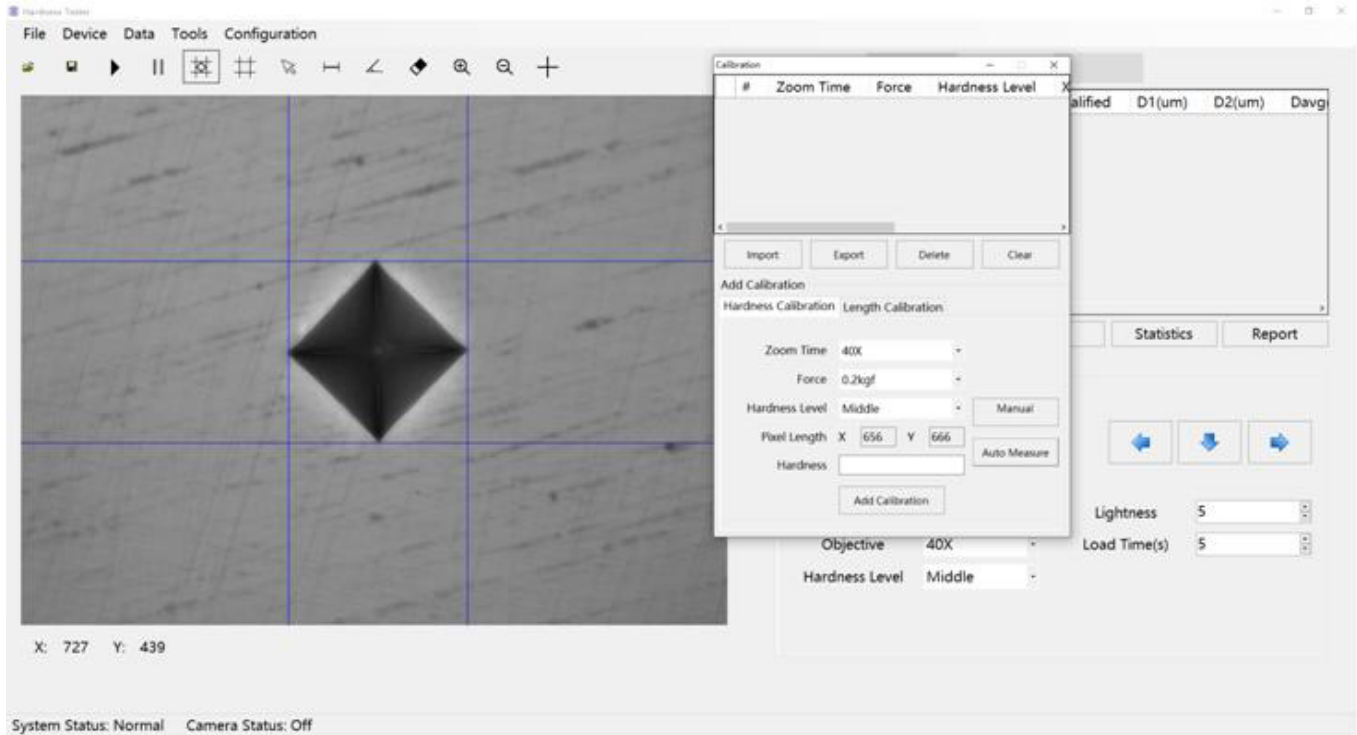 Hardness Tester
File Device Data Tools Configuration
Calibration
# Zoom Time Force Hardness Level X
alified D1(um) D2(um) Davg
Import Export Delete Clear
Add Calibration
Hardness Calibration Length Calibration
Statistics Report
Zoom Time 40X
Force 0.2kgf
Hardness Level Middle Manual
Pixel Length X 656 Y 666
Auto Measure
Hardness
Add Calibration
Lightness 5
Objective 40X Load Time(s) 5
Hardness Level Middle
X: 727 Y: 439
System Status: Normal Camera Status: Off